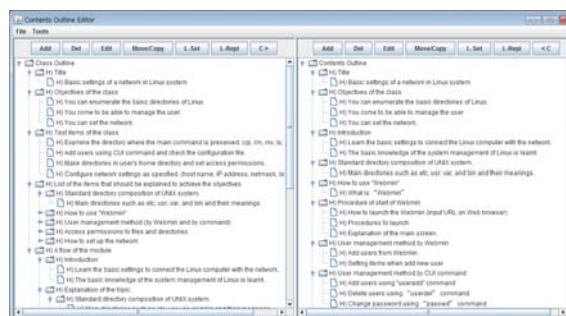 Contents Outline Editor
File Tools
Add Del Edit Move/Copy L.-Set L.-Repl C >
Class Outline
H) Title
H) Basic settings of a network in Linux system
H) Objectives of the class
H) You can enumerate the basic directories of Linux.
H) You come to be able to manage the user.
H) You can set the network.
H) Test items of the class
H) Examine the directory where the main command is preserved. (cp, rm, mv, ls,
H) Add users using CUI command and check the configuration file.
H) Make directories in user's home directory and set access permissions.
H) Configure network settings as specified. (host name, IP address, netmask, br
H) List of the items that should be explained to achieve the objectives
H) Standard directory composition of UNIX system.
H) Main directories such as etc, usr, var, and bin and their meanings.
H) How to use "Webmin"
H) User management method (by Webmin and by command)
H) Access permissions to files and directories.
H) How to set up the network.
H) A flow of the module
H) Introduction
H) Learn the basic settings to connect the Linux computer with the network.
H) The basic knowledge of the system management of Linux is learnt.
H) Explanation of the topic
H) Standard directory composition of UNIX system.
Add Del Edit Move/Copy L.-Set L.-Repl < C
Contents Outline
H) Title
H) Basic settings of a network in Linux system
H) Objectives of the class
H) You can enumerate the basic directories of Linux.
H) You come to be able to manage the user.
H) You can set the network.
H) Introduction
H) Learn the basic settings to connect the Linux computer with the network.
H) The basic knowledge of the system management of Linux is learnt.
H) Standard directory composition of UNIX system.
H) Main directories such as etc, usr, var, and bin and their meanings.
H) How to use "Webmin"
H) What is "Webmin"
H) Procedure of start of Webmin
H) How to launch the Webmin (input URL on Web browser)
H) Procedures to launch
H) Explanation of the main screen.
H) User management method by Webmin
H) Add users from Webmin
H) Setting items when add new user
H) User management method by CUI command
H) Add users using "useradd" command
H) Delete users using "userdel" command
H) Change password using "passwd" command